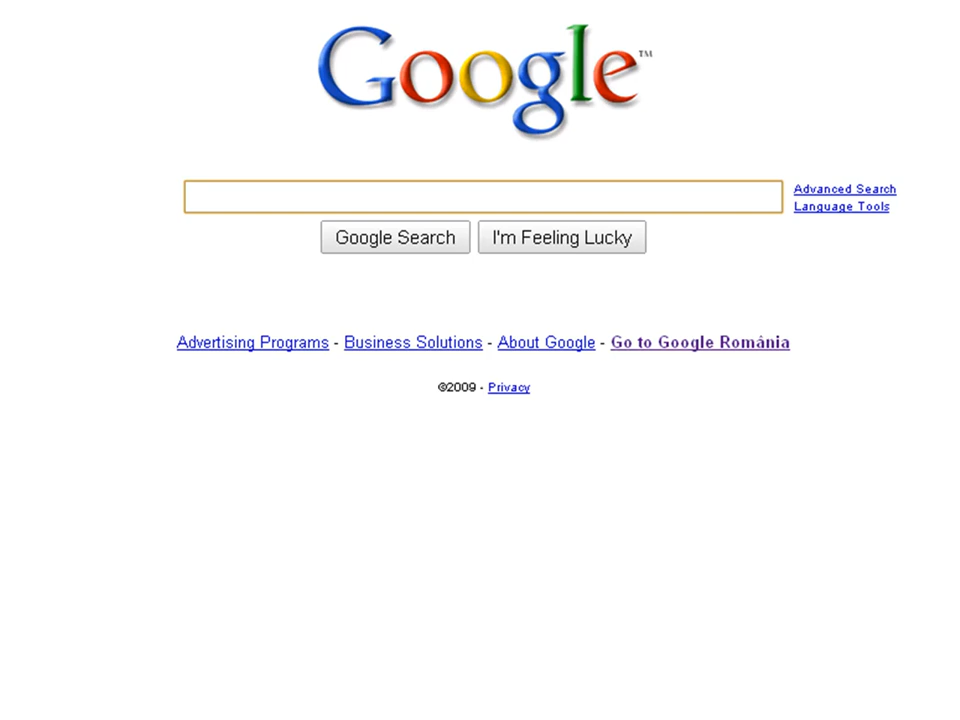 Google™
Advanced Search
Language Tools
Google Search I'm Feeling Lucky
Advertising Programs - Business Solutions - About Google - Go to Google România
©2009 - Privacy